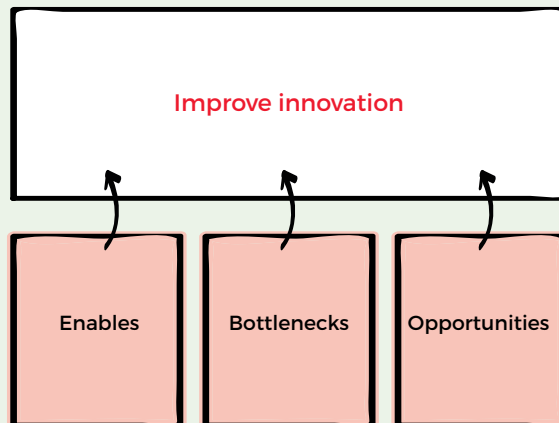 Improve innovation
Enables
Bottlenecks
Opportunities